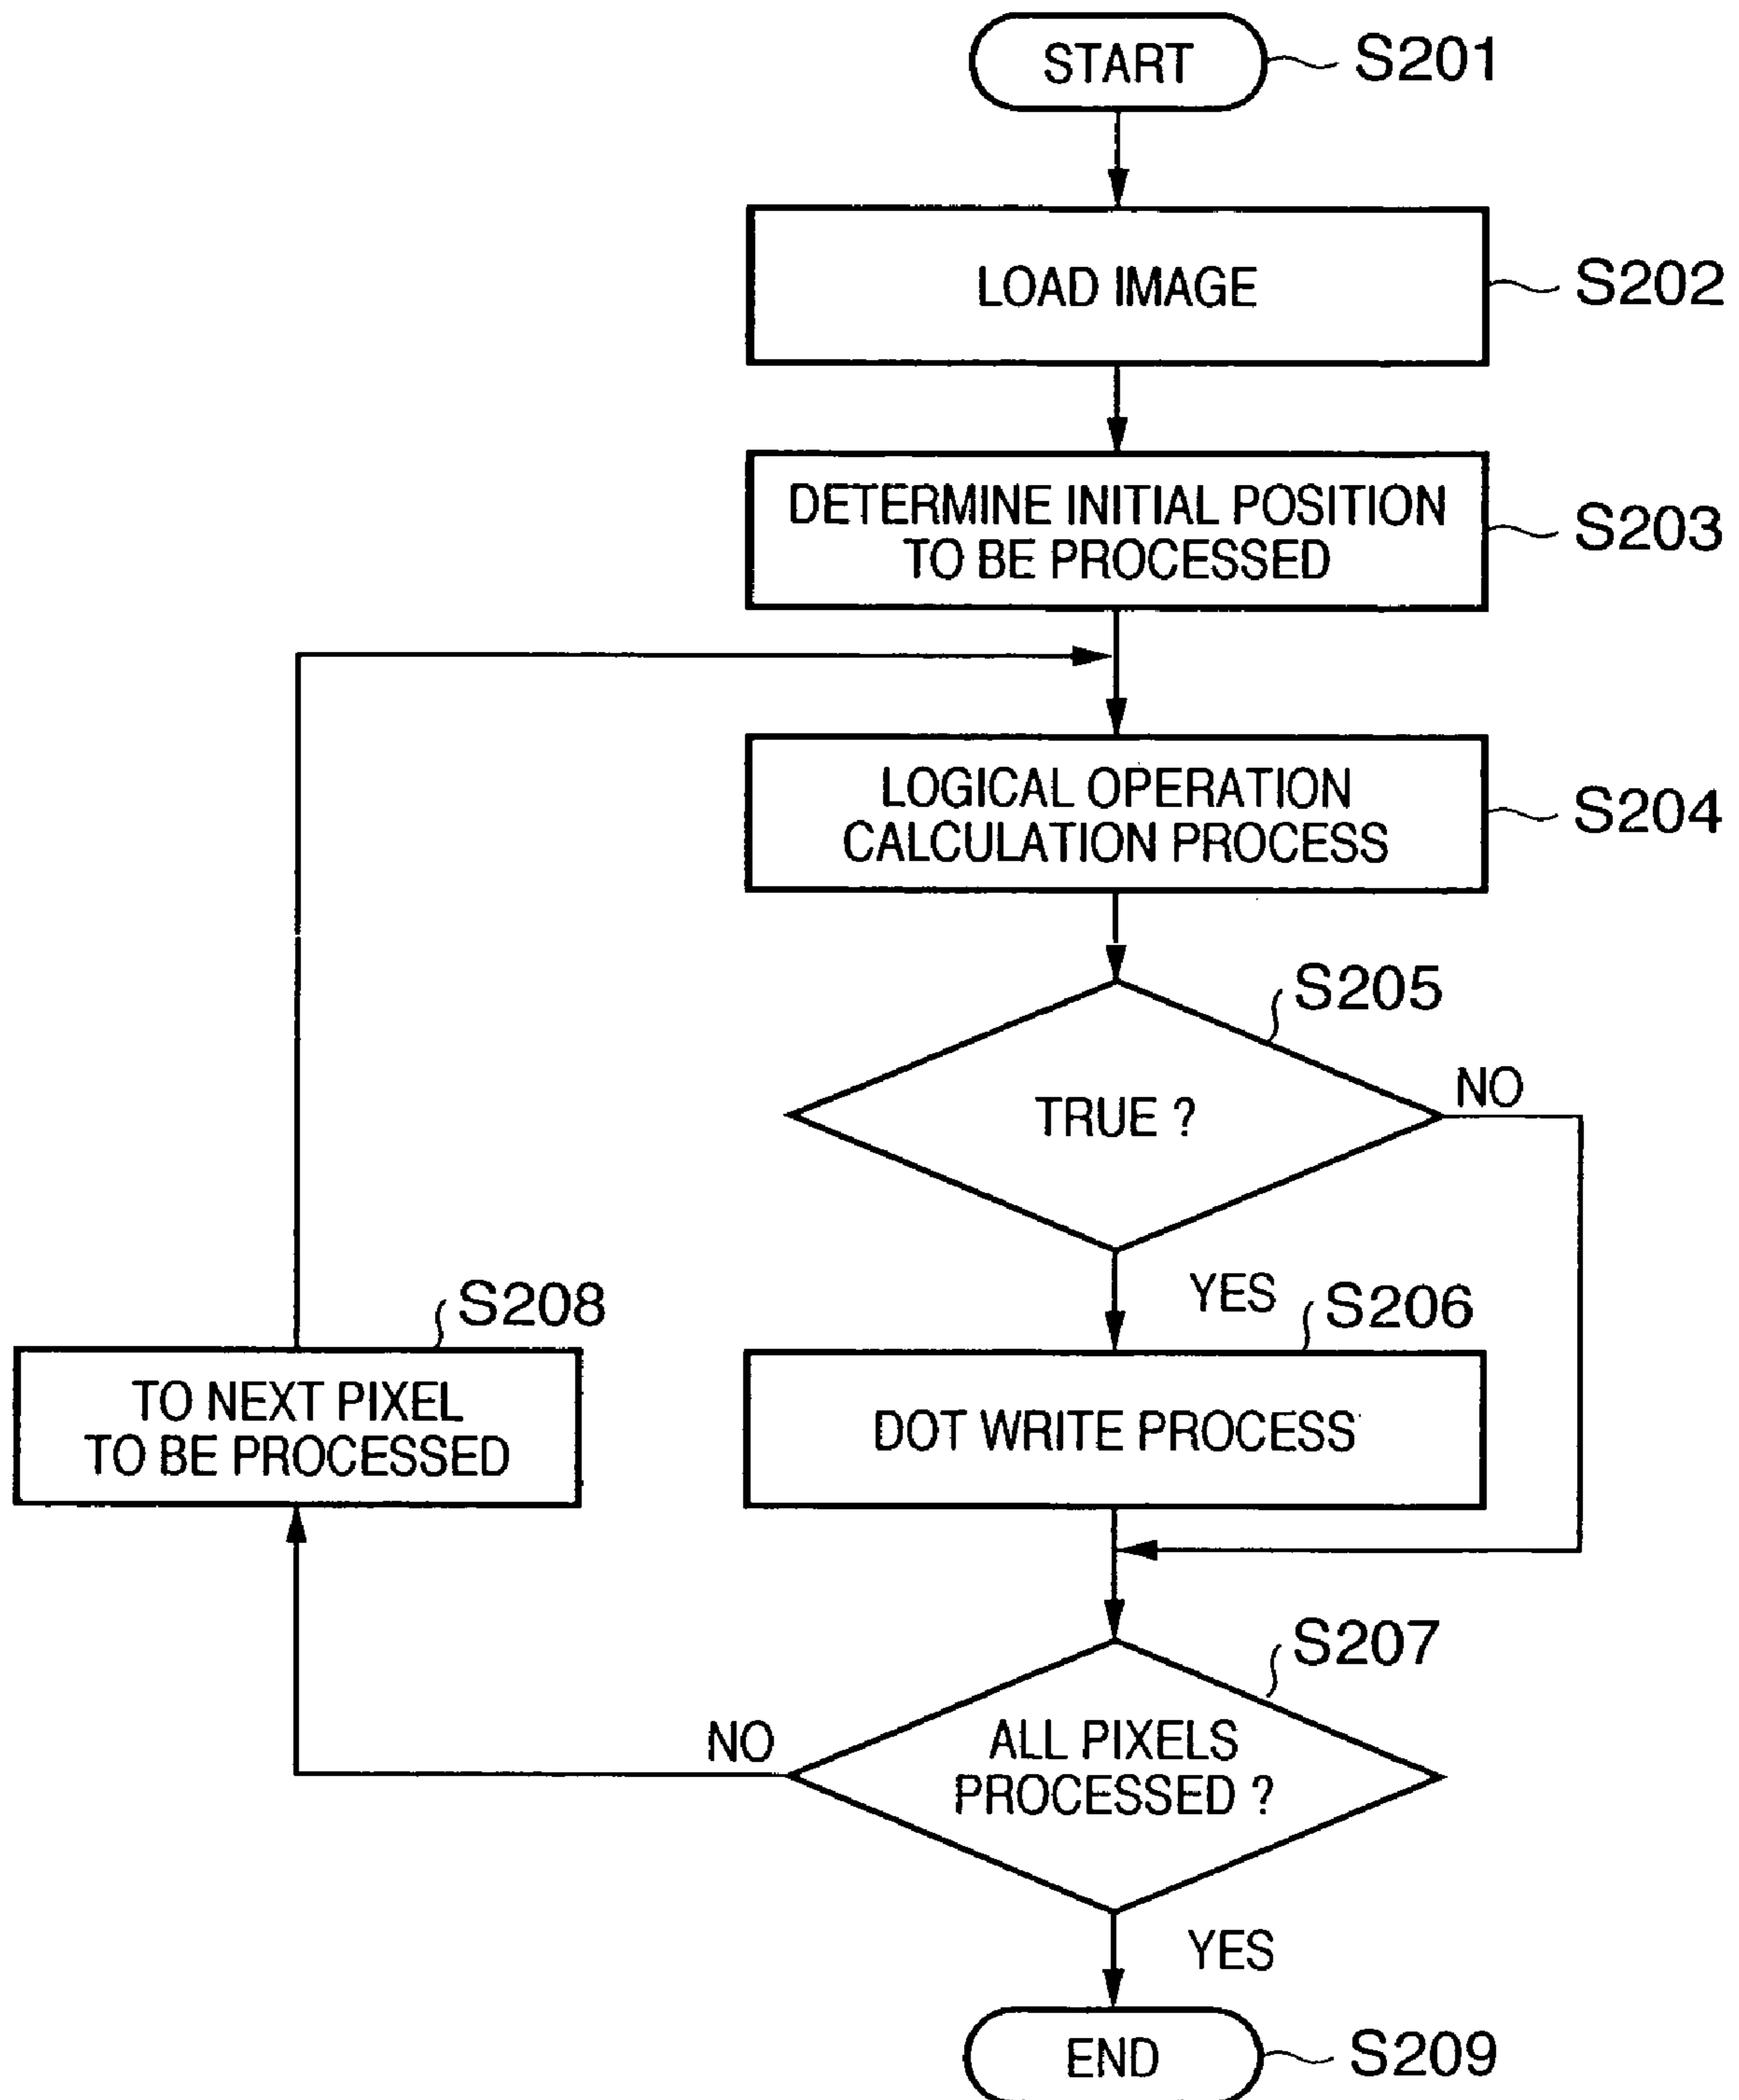 START
S201
LOAD IMAGE
S202
DETERMINE INITIAL POSITION
TO BE PROCESSED
S203
LOGICAL OPERATION
CALCULATION PROCESS
S204
S205
TRUE ?
NO
YES
S206
S208
TO NEXT PIXEL
TO BE PROCESSED
DOT WRITE PROCESS
S207
NO
ALL PIXELS
PROCESSED ?
YES
END
S209